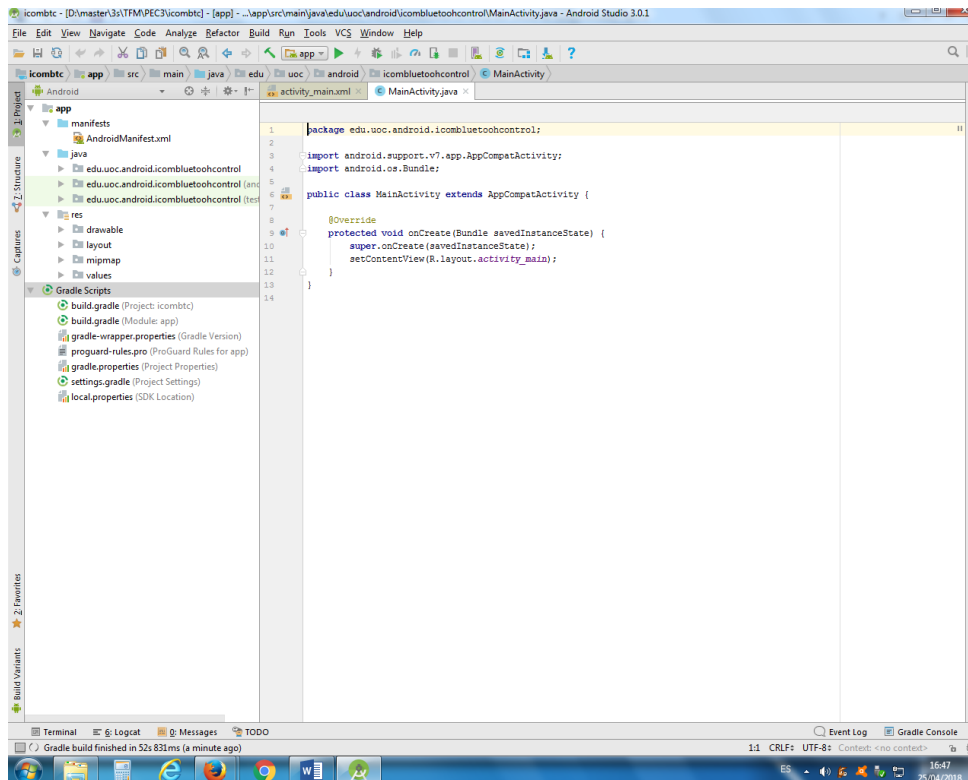 icombtc - [D:\master\3s\TFM\PEC3\icombtc] - [app] - ...\app\src\main\java\edu\uoc\android\icombluetoohcontrol\MainActivity.java - Android Studio 3.0.1
File Edit View Navigate Code Analyze Refactor Build Run Tools VCS Window Help
app
icombtc app src main java edu uoc android icombluetoohcontrol MainActivity
Android
activity_main.xml MainActivity.java
1: Project
Z: Structure
Captures
2: Favorites
Build Variants
app
manifests
AndroidManifest.xml
java
edu.uoc.android.icombluetoohcontrol
edu.uoc.android.icombluetoohcontrol (and
edu.uoc.android.icombluetoohcontrol (test
res
drawable
layout
mipmap
values
Gradle Scripts
build.gradle (Project: icombtc)
build.gradle (Module: app)
gradle-wrapper.properties (Gradle Version)
proguard-rules.pro (ProGuard Rules for app)
gradle.properties (Project Properties)
settings.gradle (Project Settings)
local.properties (SDK Location)
1 package edu.uoc.android.icombluetoohcontrol;
2
3 import android.support.v7.app.AppCompatActivity;
4 import android.os.Bundle;
5
6 public class MainActivity extends AppCompatActivity {
7
8 @Override
9 protected void onCreate(Bundle savedInstanceState) {
10 super.onCreate(savedInstanceState);
11 setContentView(R.layout.activity_main);
12 }
13 }
14
Terminal 6: Logcat 0: Messages TODO Event Log Gradle Console
Gradle build finished in 52s 831ms (a minute ago) 1:1 CRLF UTF-8 Context: <no context>
ES 16:47
25/04/2018